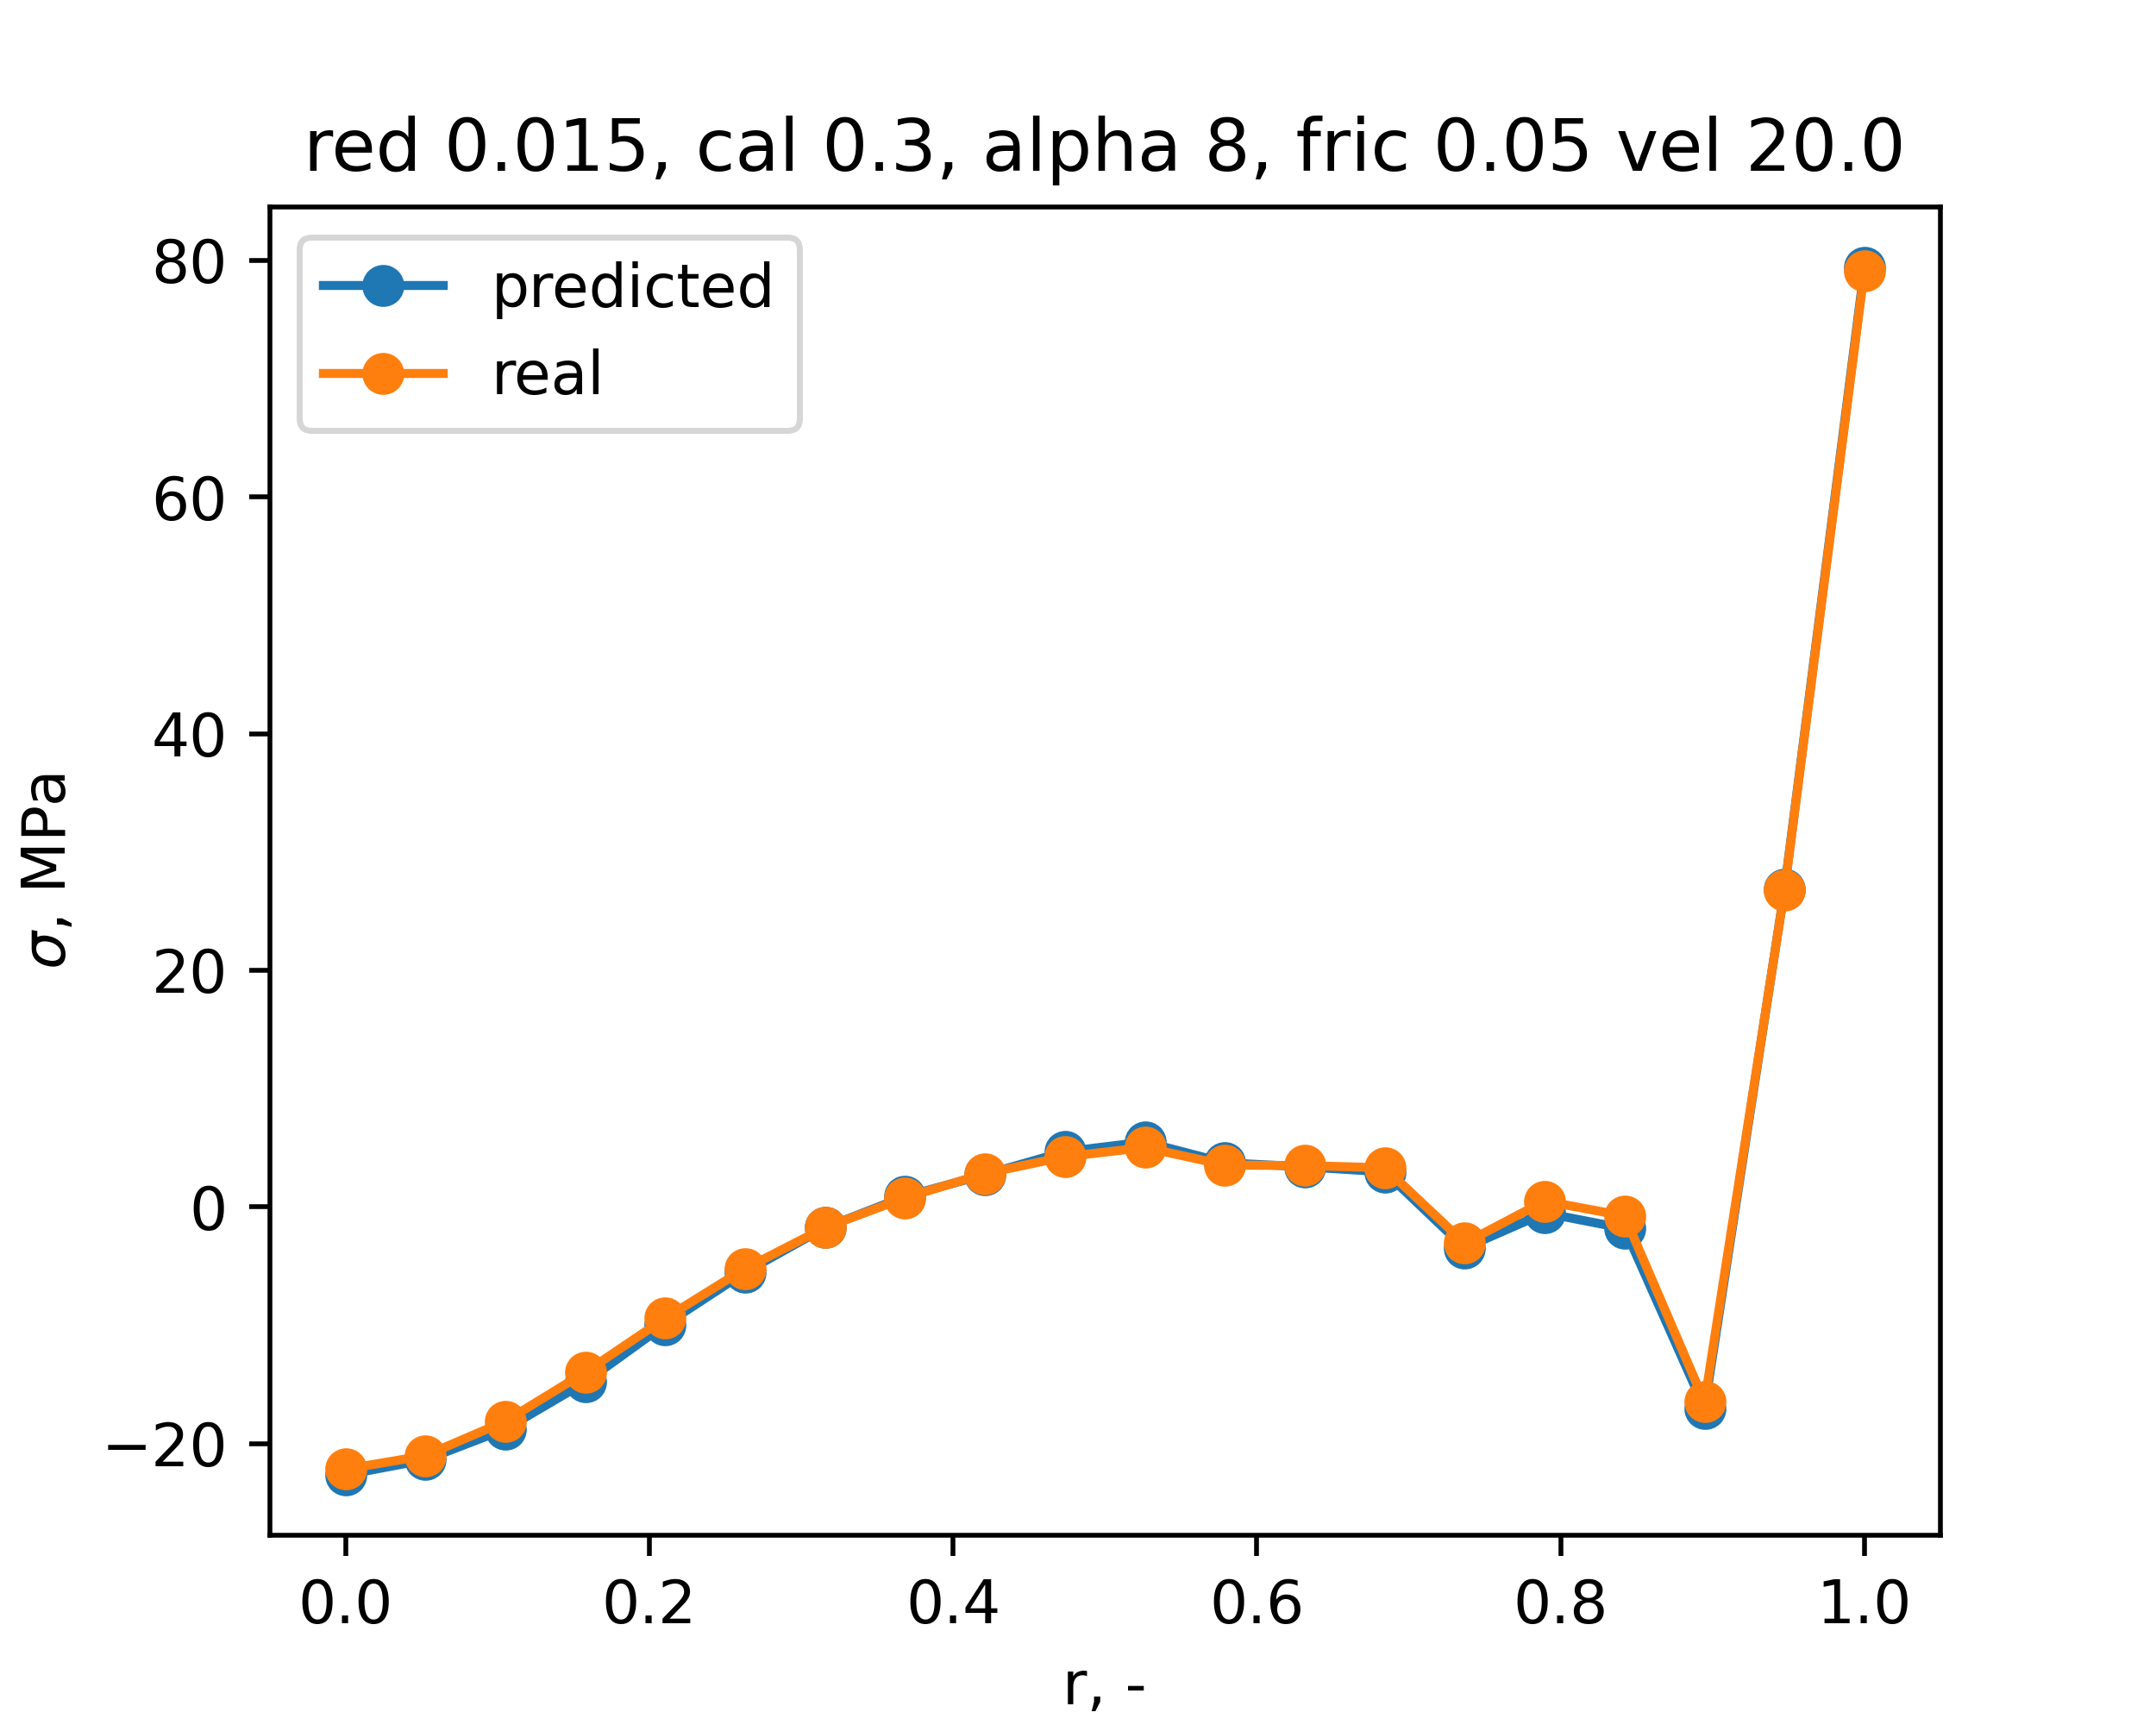 red 0.015, cal 0.3, alpha 8, fric 0.05 vel 20.0
predicted
real
80
60
40
20
0
−20
σ, MPa
0.0 0.2 0.4 0.6 0.8 1.0
r, -